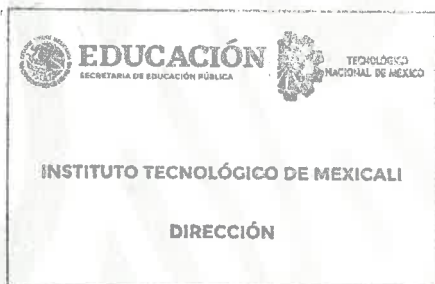 EDUCACIÓN
SECRETARÍA DE EDUCACIÓN PÚBLICA
TECNOLÓGICO
NACIONAL DE MÉXICO
INSTITUTO TECNOLÓGICO DE MEXICALI
DIRECCIÓN